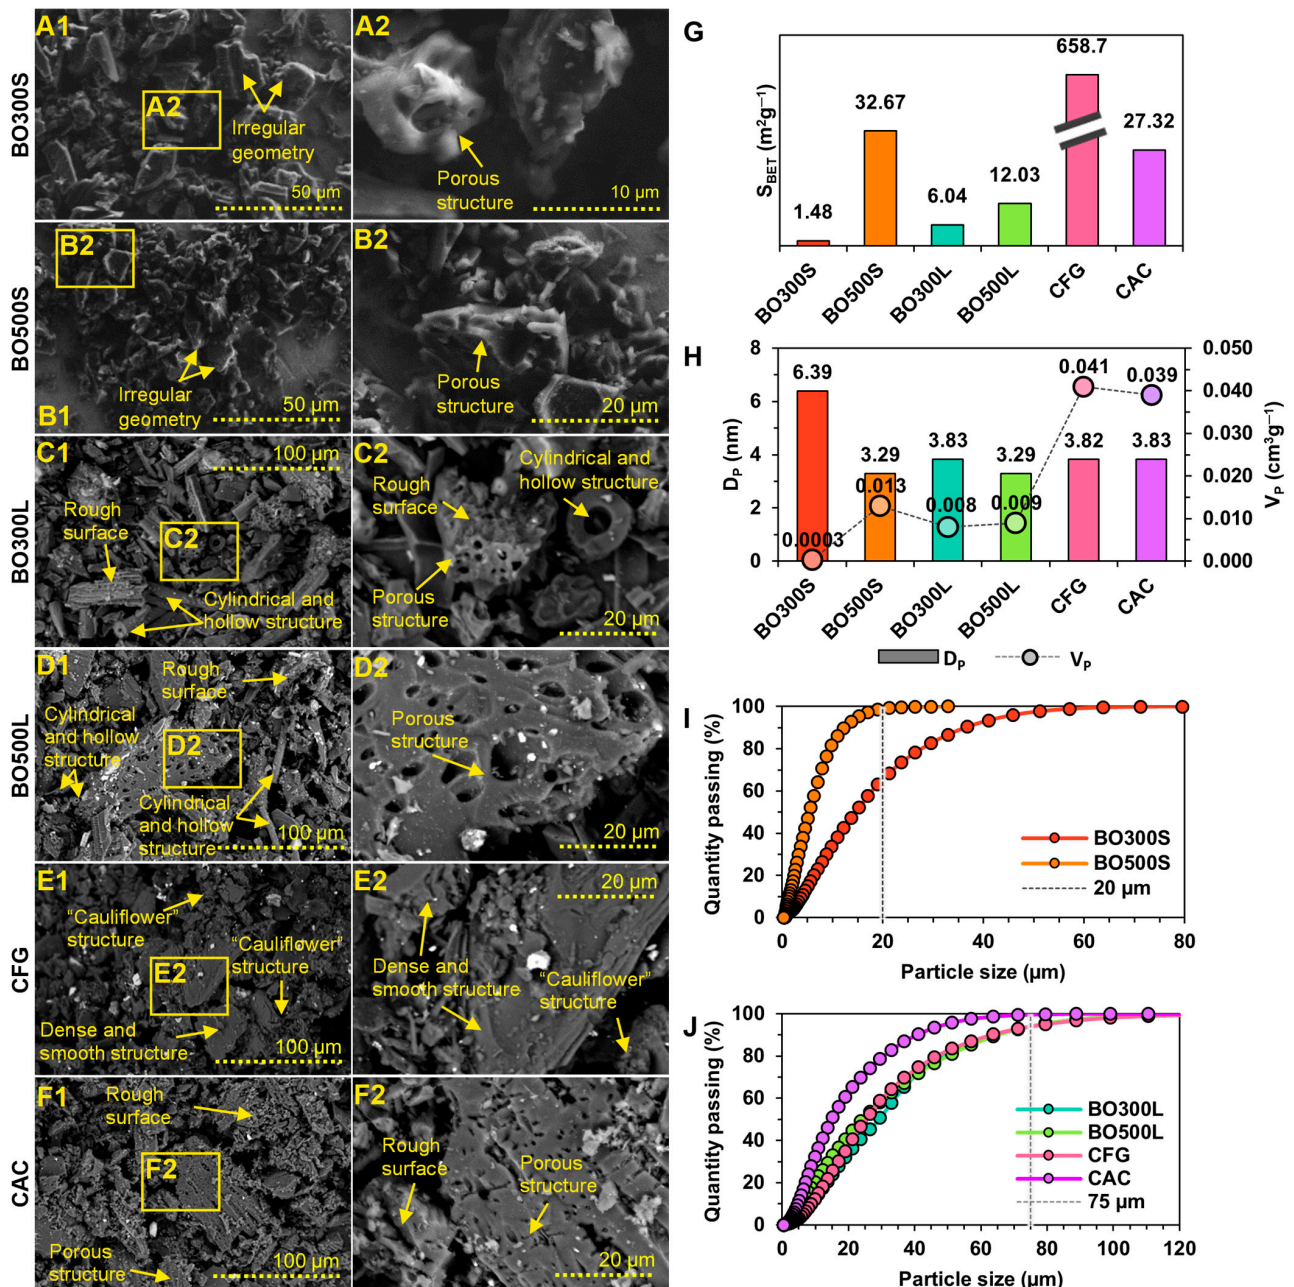 BO300S
A1
A2
Irregular
geometry
50 µm
A2
Porous
structure
10 µm
BO500S
B2
Irregular
geometry
B1
50 µm
B2
Porous
structure
20 µm
BO300L
C1
100 µm
Rough
surface
C2
Cylindrical and
hollow structure
C2
Cylindrical and
hollow structure
Rough
surface
Porous
structure
20 µm
BO500L
D1
Rough
surface
Cylindrical
and hollow
structure
D2
Cylindrical
and hollow
structure
100 µm
D2
Porous
structure
20 µm
CFG
E1
“Cauliflower”
structure
“Cauliflower”
structure
E2
Dense and
smooth structure
100 µm
E2
20 µm
Dense and
smooth structure
“Cauliflower”
structure
CAC
F1
Rough
surface
F2
Porous
structure
100 µm
F2
Rough
surface
Porous
structure
20 µm
G
S_BET (m²g⁻¹)
1.48
32.67
6.04
12.03
658.7
27.32
BO300S
BO500S
BO300L
BO500L
CFG
CAC
H
D_P (nm)
8
6
4
2
0
6.39
3.29
3.83
3.29
3.82
3.83
0.0003
0.013
0.008
0.009
0.041
0.039
0.050
0.040
0.030
0.020
0.010
0.000
V_P (cm³g⁻¹)
BO300S
BO500S
BO300L
BO500L
CFG
CAC
D_P
V_P
I
Quantity passing (%)
100
80
60
40
20
0
BO300S
BO500S
20 µm
0 20 40 60 80
Particle size (µm)
J
Quantity passing (%)
100
80
60
40
20
0
BO300L
BO500L
CFG
CAC
75 µm
0 20 40 60 80 100 120
Particle size (µm)